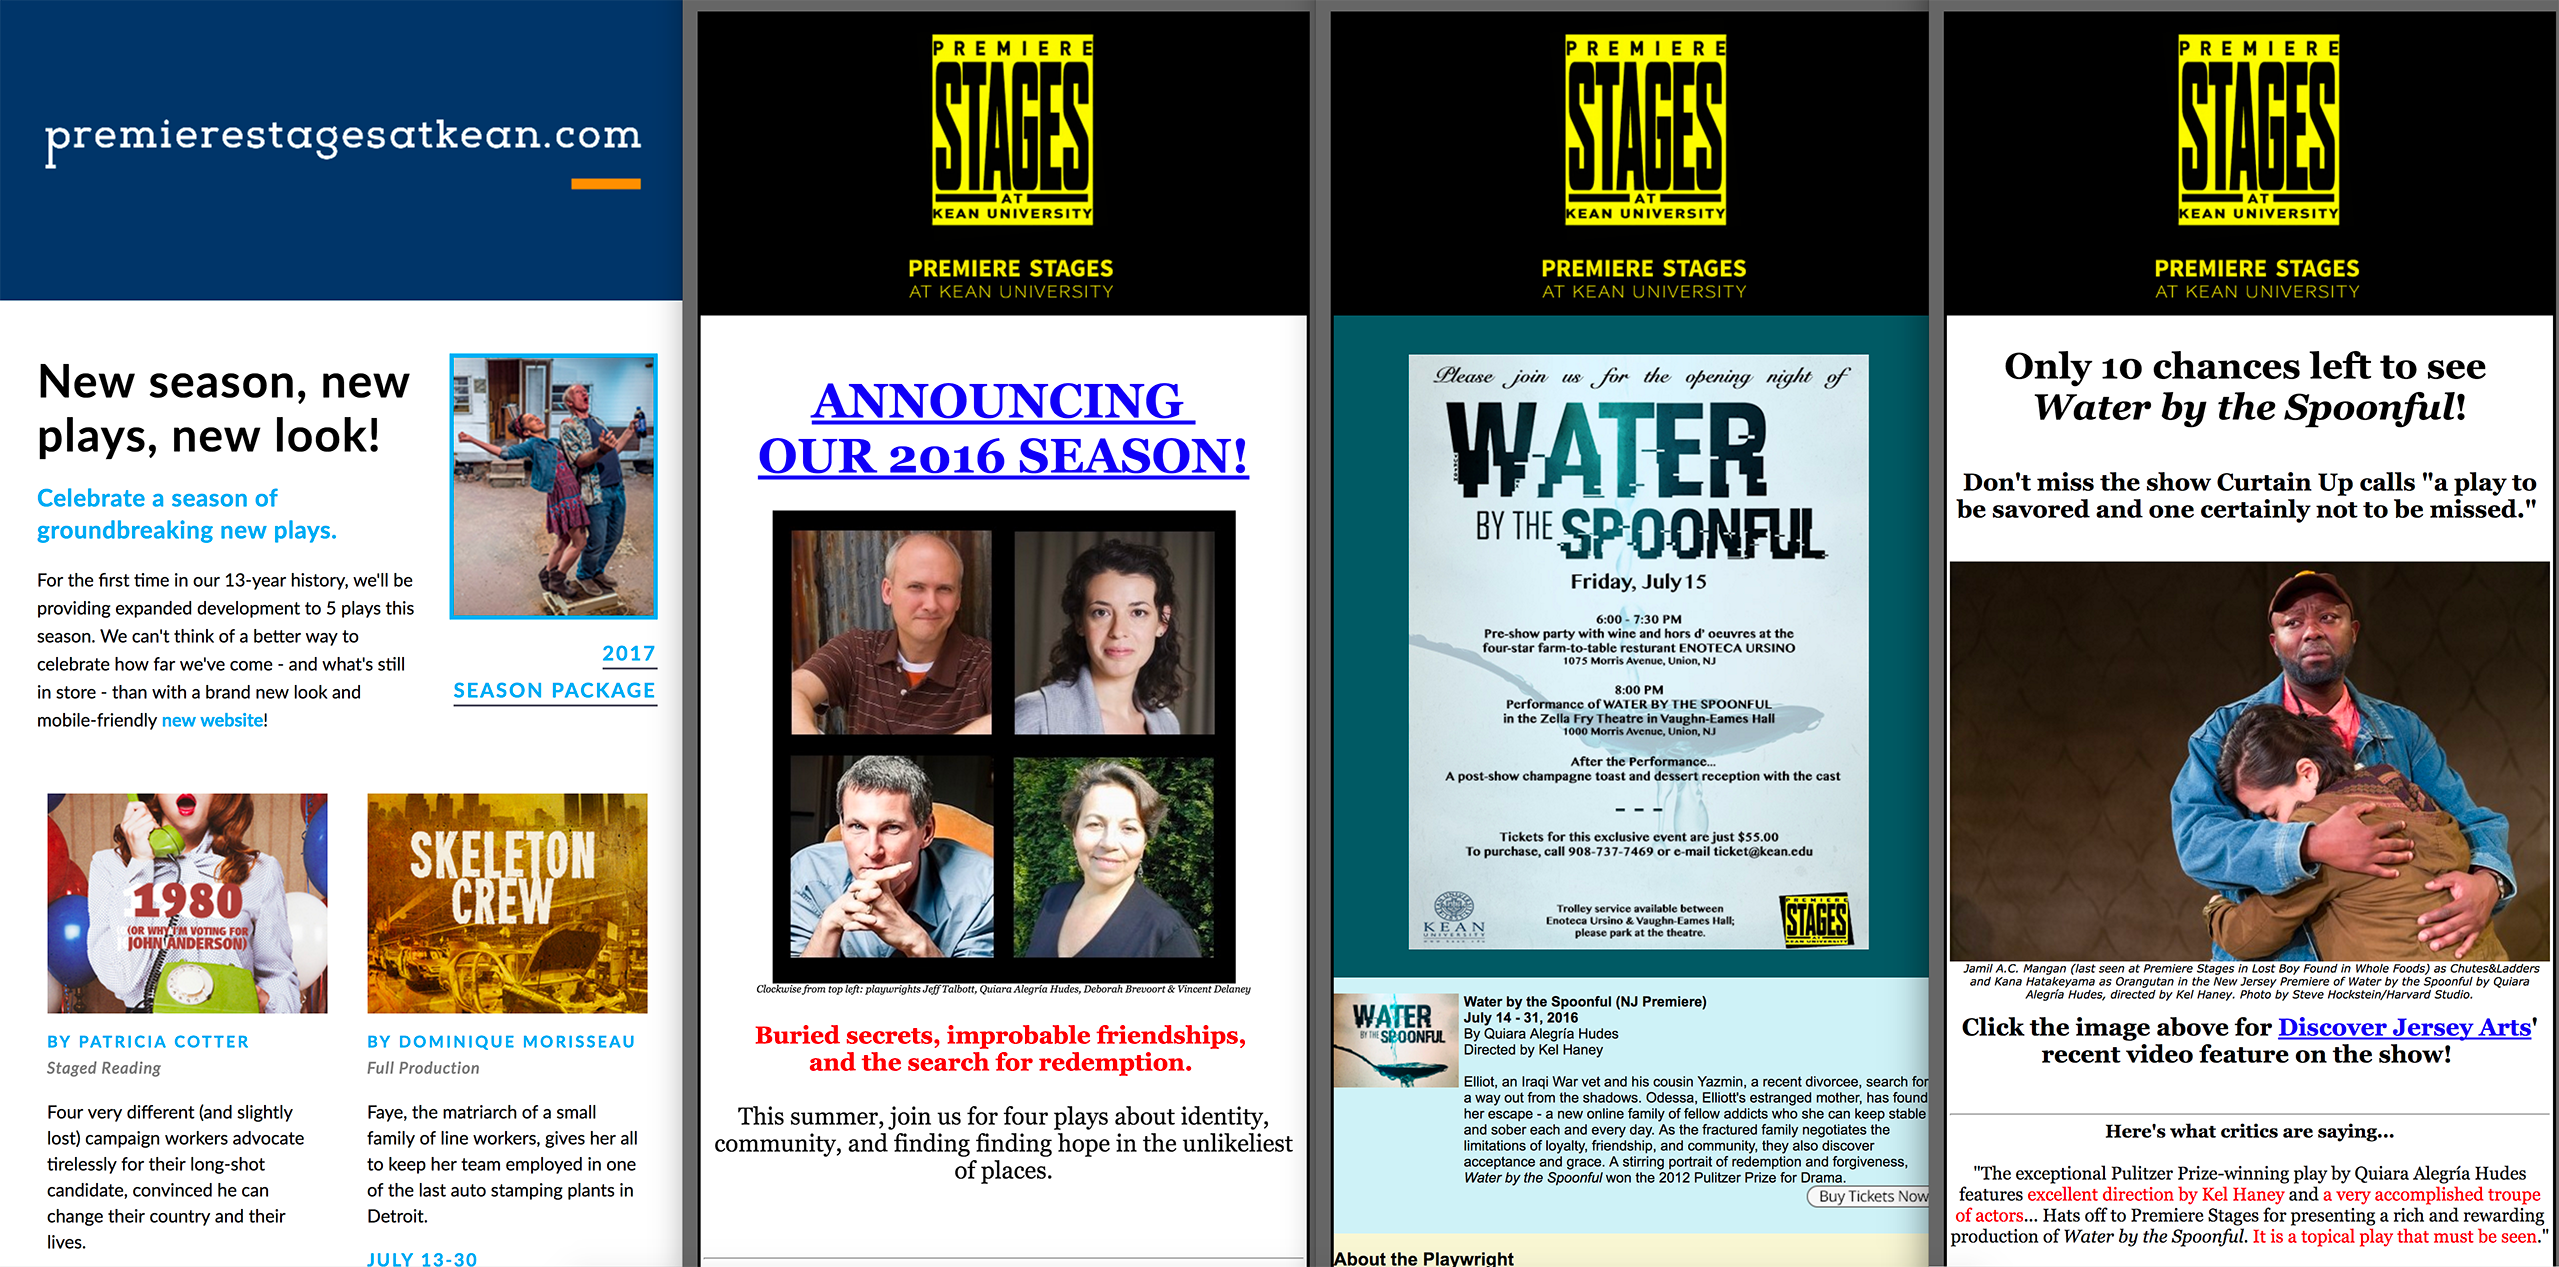 premierestagesatkean.com
New season, new
plays, new look!
Celebrate a season of
groundbreaking new plays.
For the first time in our 13-year history, we'll be
providing expanded development to 5 plays this
season. We can't think of a better way to
celebrate how far we've come - and what's still
in store - than with a brand new look and
mobile-friendly new website!
2017
SEASON PACKAGE
1980
(OR WHY I'M VOTING FOR
JOHN ANDERSON)
BY PATRICIA COTTER
Staged Reading
Four very different (and slightly
lost) campaign workers advocate
tirelessly for their long-shot
candidate, convinced he can
change their country and their
lives.
SKELETON
CREW
BY DOMINIQUE MORISSEAU
Full Production
Faye, the matriarch of a small
family of line workers, gives her all
to keep her team employed in one
of the last auto stamping plants in
Detroit.
JULY 13-30
PREMIERE
STAGES
AT
KEAN UNIVERSITY
PREMIERE STAGES
AT KEAN UNIVERSITY
ANNOUNCING
OUR 2016 SEASON!
Clockwise from top left: playwrights Jeff Talbott, Quiara Alegría Hudes, Deborah Brevoort & Vincent Delaney
Buried secrets, improbable friendships,
and the search for redemption.
This summer, join us for four plays about identity,
community, and finding finding hope in the unlikeliest
of places.
PREMIERE
STAGES
AT
KEAN UNIVERSITY
PREMIERE STAGES
AT KEAN UNIVERSITY
Please join us for the opening night of
WATER
BY THE SPOONFUL
Friday, July 15
6:00 - 7:30 PM
Pre-show party with wine and hors d' oeuvres at the
four-star farm-to-table resturant ENOTECA URSINO
1075 Morris Avenue, Union, NJ
8:00 PM
Performance of WATER BY THE SPOONFUL
in the Zella Fry Theatre in Vaughn-Eames Hall
1000 Morris Avenue, Union, NJ
After the Performance...
A post-show champagne toast and dessert reception with the cast
- - -
Tickets for this exclusive event are just $55.00
To purchase, call 908-737-7469 or e-mail ticket@kean.edu
KEAN
UNIVERSITY
Trolley service available between
Enoteca Ursino & Vaughn-Eames Hall;
please park at the theatre.
PREMIERE
STAGES
AT
KEAN UNIVERSITY
WATER
BY THE SPOONFUL
Water by the Spoonful (NJ Premiere)
July 14 - 31, 2016
By Quiara Alegría Hudes
Directed by Kel Haney
Elliot, an Iraqi War vet and his cousin Yazmin, a recent divorcee, search for
a way out from the shadows. Odessa, Elliott's estranged mother, has found
her escape - a new online family of fellow addicts who she can keep stable
and sober each and every day. As the fractured family negotiates the
limitations of loyalty, friendship, and community, they also discover
acceptance and grace. A stirring portrait of redemption and forgiveness,
Water by the Spoonful won the 2012 Pulitzer Prize for Drama.
Buy Tickets Now
About the Playwright
PREMIERE
STAGES
AT
KEAN UNIVERSITY
PREMIERE STAGES
AT KEAN UNIVERSITY
Only 10 chances left to see
Water by the Spoonful!
Don't miss the show Curtain Up calls "a play to
be savored and one certainly not to be missed."
Jamil A.C. Mangan (last seen at Premiere Stages in Lost Boy Found in Whole Foods) as Chutes&Ladders
and Kana Hatakeyama as Orangutan in the New Jersey Premiere of Water by the Spoonful by Quiara
Alegría Hudes, directed by Kel Haney. Photo by Steve Hockstein/Harvard Studio.
Click the image above for Discover Jersey Arts'
recent video feature on the show!
Here's what critics are saying...
"The exceptional Pulitzer Prize-winning play by Quiara Alegría Hudes
features excellent direction by Kel Haney and a very accomplished troupe
of actors... Hats off to Premiere Stages for presenting a rich and rewarding
production of Water by the Spoonful. It is a topical play that must be seen."